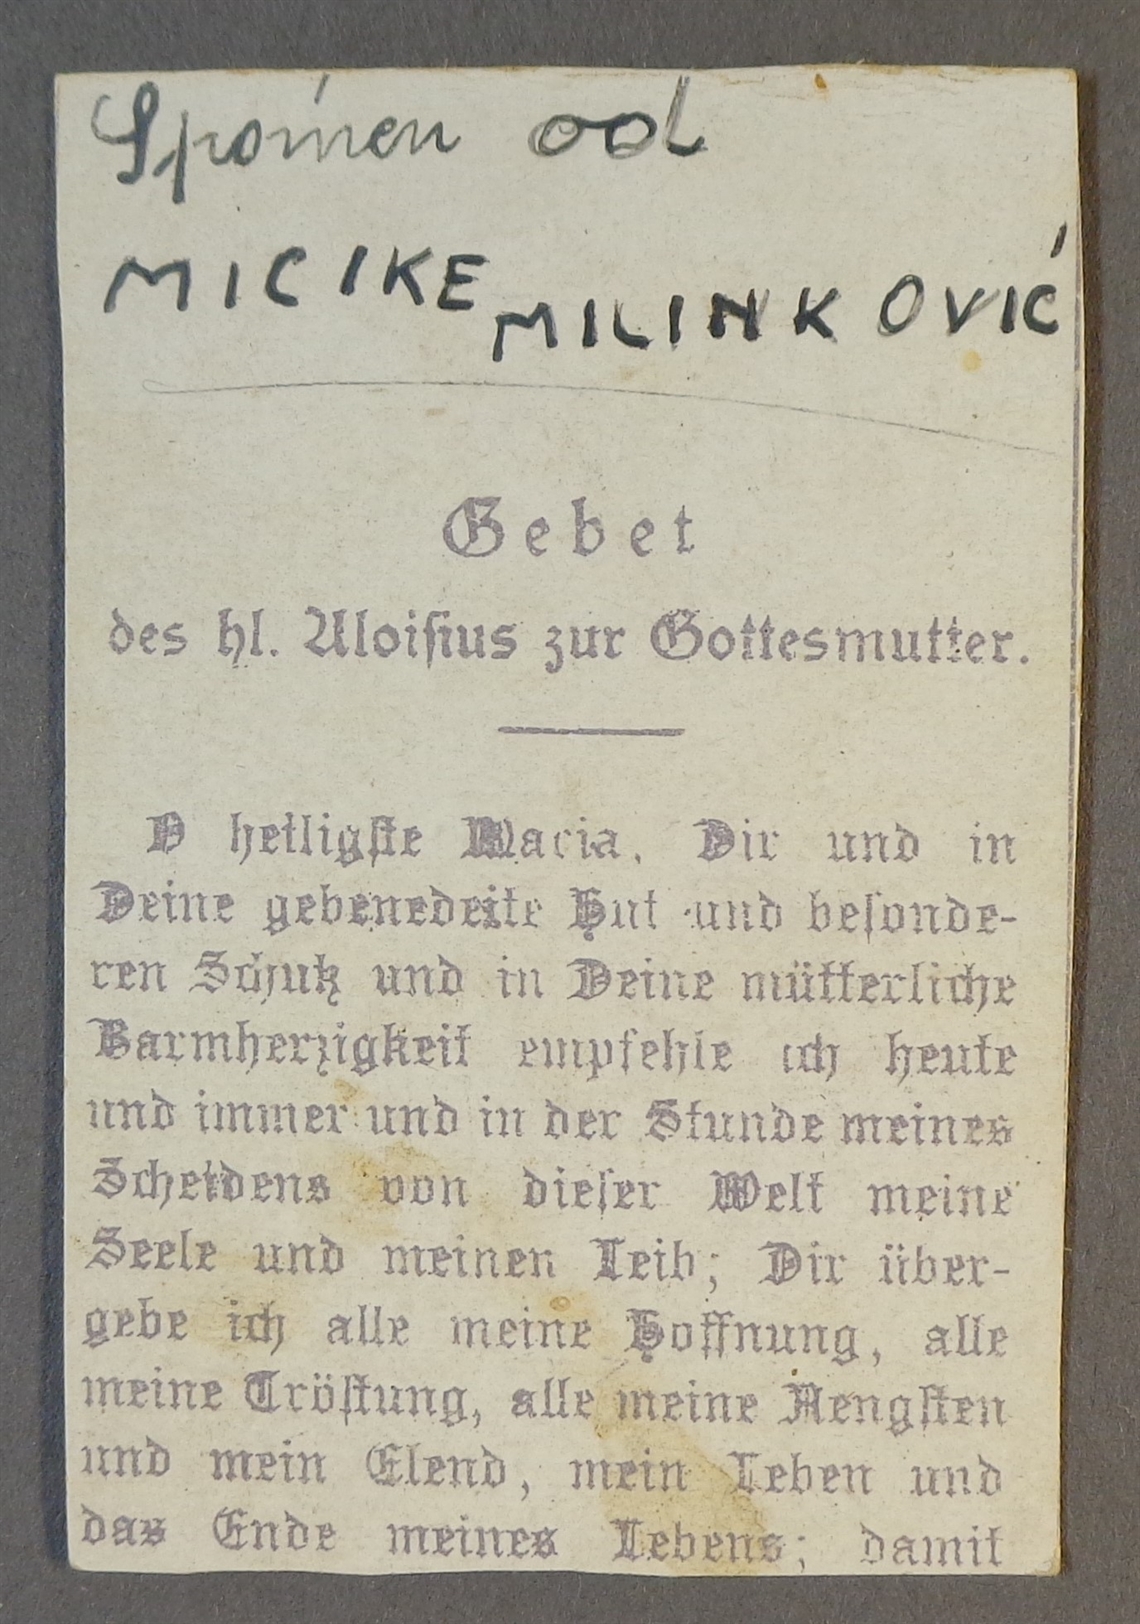 Spomen od
MICIKE MILINKOVIĆ
Gebet
des hl. Aloisius zur Gottesmutter.
O heiligste Maria, Dir und in
Deine gebenedeite Hut und besonde-
ren Schutz und in Deine mütterliche
Barmherzigkeit empfehle ich heute
und immer und in der Stunde meines
Scheidens von dieser Welt meine
Seele und meinen Leib; Dir über-
gebe ich alle meine Hoffnung, alle
meine Tröstung, alle meine Aengsten
und mein Elend, mein Leben und
das Ende meines Lebens; damit